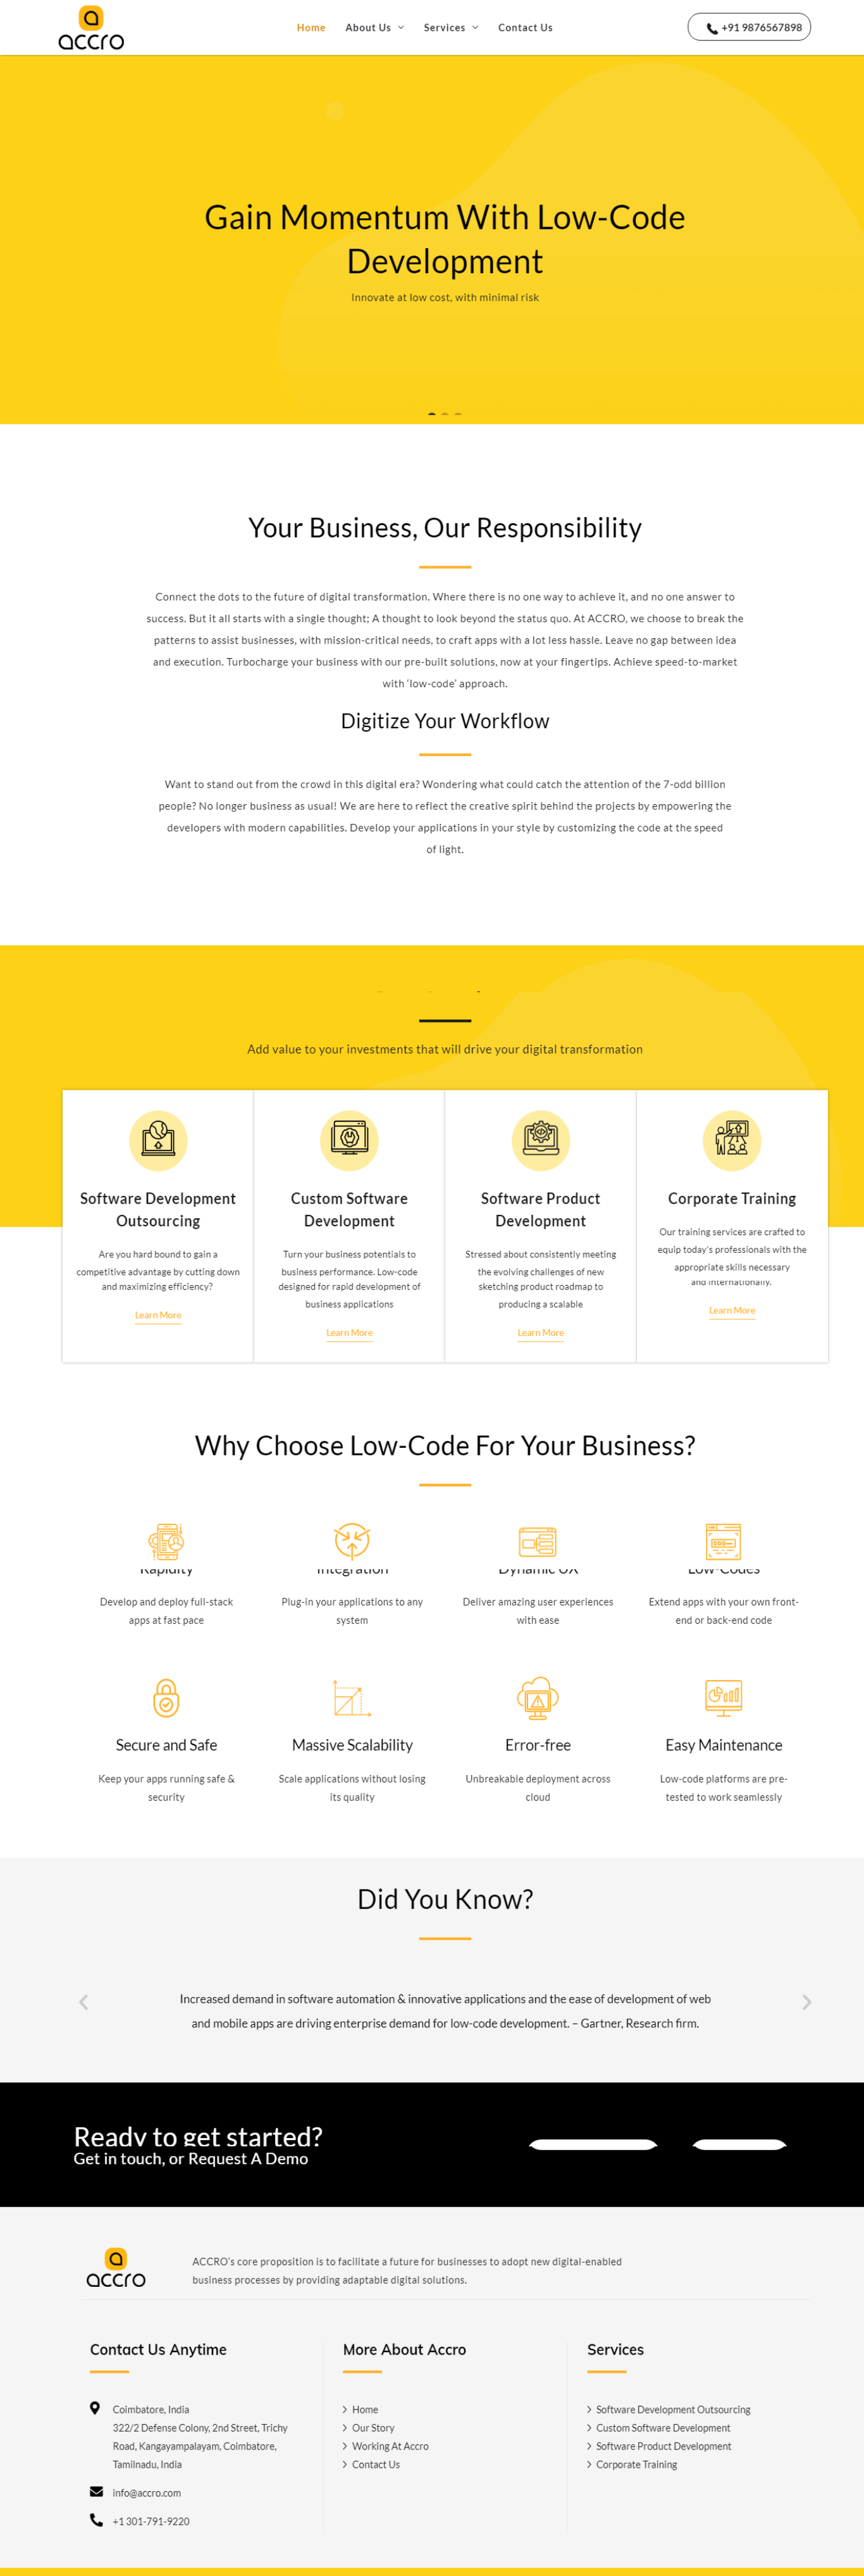 accro
Home About Us Services Contact Us
+91 9876567898
Gain Momentum With Low-Code
Development
Innovate at low cost, with minimal risk
Your Business, Our Responsibility
Connect the dots to the future of digital transformation. Where there is no one way to achieve it, and no one answer to
success. But it all starts with a single thought; A thought to look beyond the status quo. At ACCRO, we choose to break the
patterns to assist businesses, with mission-critical needs, to craft apps with a lot less hassle. Leave no gap between idea
and execution. Turbocharge your business with our pre-built solutions, now at your fingertips. Achieve speed-to-market
with ‘low-code’ approach.
Digitize Your Workflow
Want to stand out from the crowd in this digital era? Wondering what could catch the attention of the 7-odd billion
people? No longer business as usual! We are here to reflect the creative spirit behind the projects by empowering the
developers with modern capabilities. Develop your applications in your style by customizing the code at the speed
of light.
Add value to your investments that will drive your digital transformation
Software Development
Outsourcing
Are you hard bound to gain a
competitive advantage by cutting down
and maximizing efficiency?
Learn More
Custom Software
Development
Turn your business potentials to
business performance. Low-code
designed for rapid development of
business applications
Learn More
Software Product
Development
Stressed about consistently meeting
the evolving challenges of new
sketching product roadmap to
producing a scalable
Learn More
Corporate Training
Our training services are crafted to
equip today's professionals with the
appropriate skills necessary
and internationally.
Learn More
Why Choose Low-Code For Your Business?
Rapidity
Develop and deploy full-stack
apps at fast pace
Integration
Plug-in your applications to any
system
Dynamic UX
Deliver amazing user experiences
with ease
Low-Codes
Extend apps with your own front-
end or back-end code
Secure and Safe
Keep your apps running safe &
security
Massive Scalability
Scale applications without losing
its quality
Error-free
Unbreakable deployment across
cloud
Easy Maintenance
Low-code platforms are pre-
tested to work seamlessly
Did You Know?
Increased demand in software automation & innovative applications and the ease of development of web
and mobile apps are driving enterprise demand for low-code development. – Gartner, Research firm.
Ready to get started?
Get in touch, or Request A Demo
accro
ACCRO's core proposition is to facilitate a future for businesses to adopt new digital-enabled
business processes by providing adaptable digital solutions.
Contact Us Anytime
Coimbatore, India
322/2 Defense Colony, 2nd Street, Trichy
Road, Kangayampalayam, Coimbatore,
Tamilnadu, India
info@accro.com
+1 301-791-9220
More About Accro
Home
Our Story
Working At Accro
Contact Us
Services
Software Development Outsourcing
Custom Software Development
Software Product Development
Corporate Training